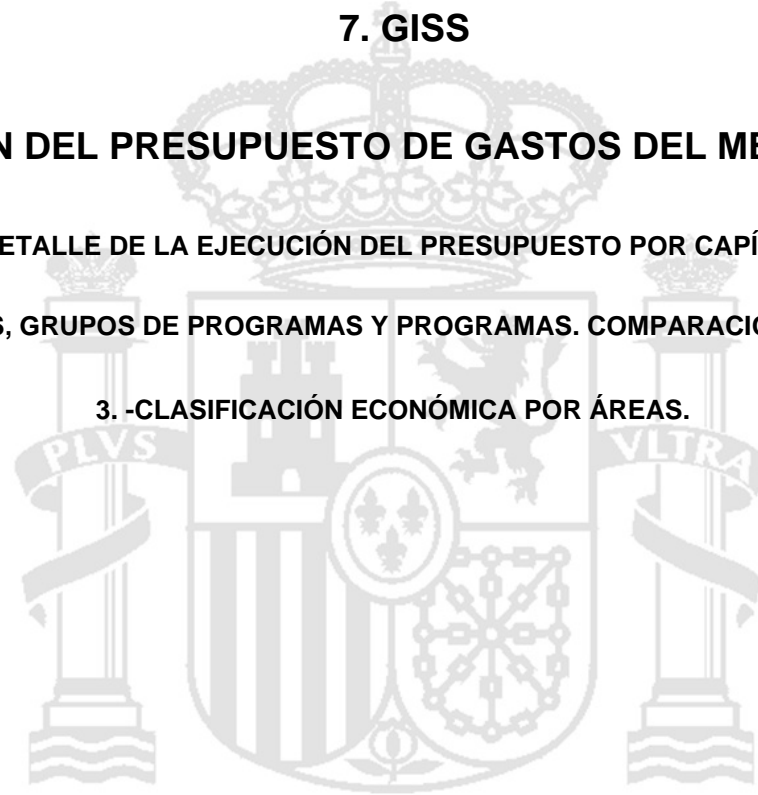 7. GISS
N DEL PRESUPUESTO DE GASTOS DEL ME
ETALLE DE LA EJECUCIÓN DEL PRESUPUESTO POR CAPÍ
S, GRUPOS DE PROGRAMAS Y PROGRAMAS. COMPARACIO
3. -CLASIFICACIÓN ECONÓMICA POR ÁREAS.
PLVS
VLTRA